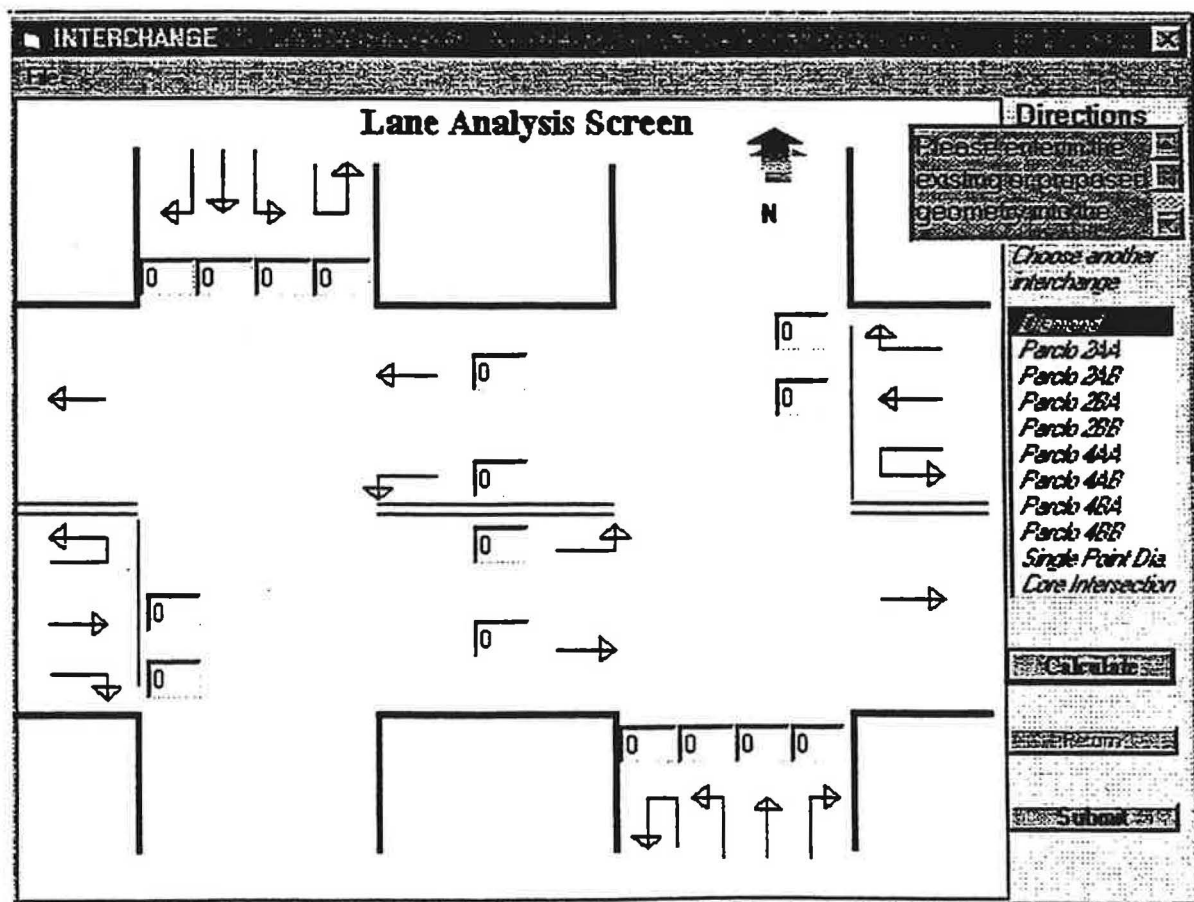 INTERCHANGE
File
Lane Analysis Screen
N
0 0 0 0
0
0
0
0
0
0
0
0
0 0 0 0
Directions
Please enter in the
existing or proposed
geometry into the
Choose another
interchange
Diamond
Parclo 2AA
Parclo 2AB
Parclo 2BA
Parclo 2BB
Parclo 4AA
Parclo 4AB
Parclo 4BA
Parclo 4BB
Single Point Dia.
Core Intersection
Calculate
Return
Submit